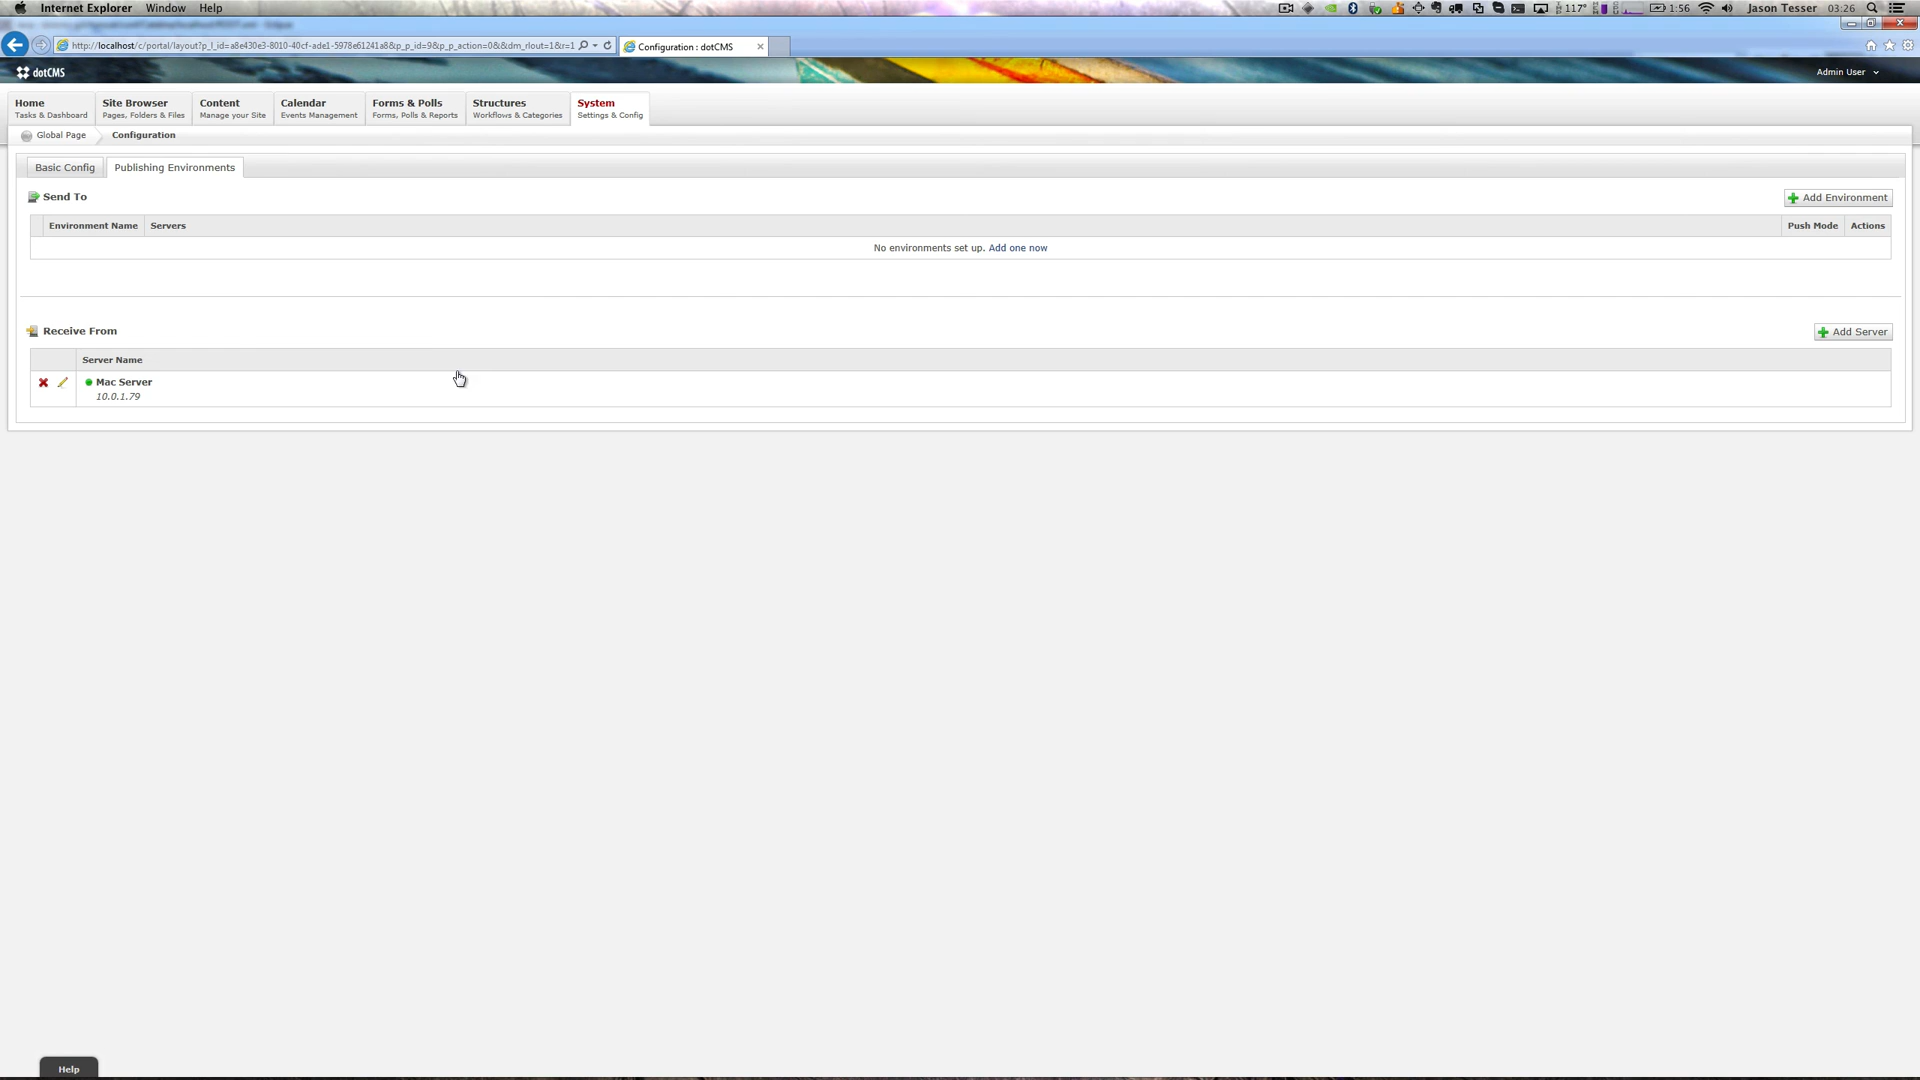 Internet Explorer Window Help 117° 1:56 Jason Tesser 03:26
http://localhost/c/portal/layout?p_l_id=a8e430e3-8010-40cf-ade1-5978e61241a8&p_p_id=9&p_p_action=0&&dm_rlout=1&r=1 Configuration : dotCMS
dotCMS Admin User
Home Site Browser Content Calendar Forms & Polls Structures System
Tasks & Dashboard Pages, Folders & Files Manage your Site Events Management Forms, Polls & Reports Workflows & Categories Settings & Config
Global Page Configuration
Basic Config Publishing Environments
Send To Add Environment
Environment Name Servers Push Mode Actions
No environments set up. Add one now
Receive From Add Server
Server Name
Mac Server
10.0.1.79
Help